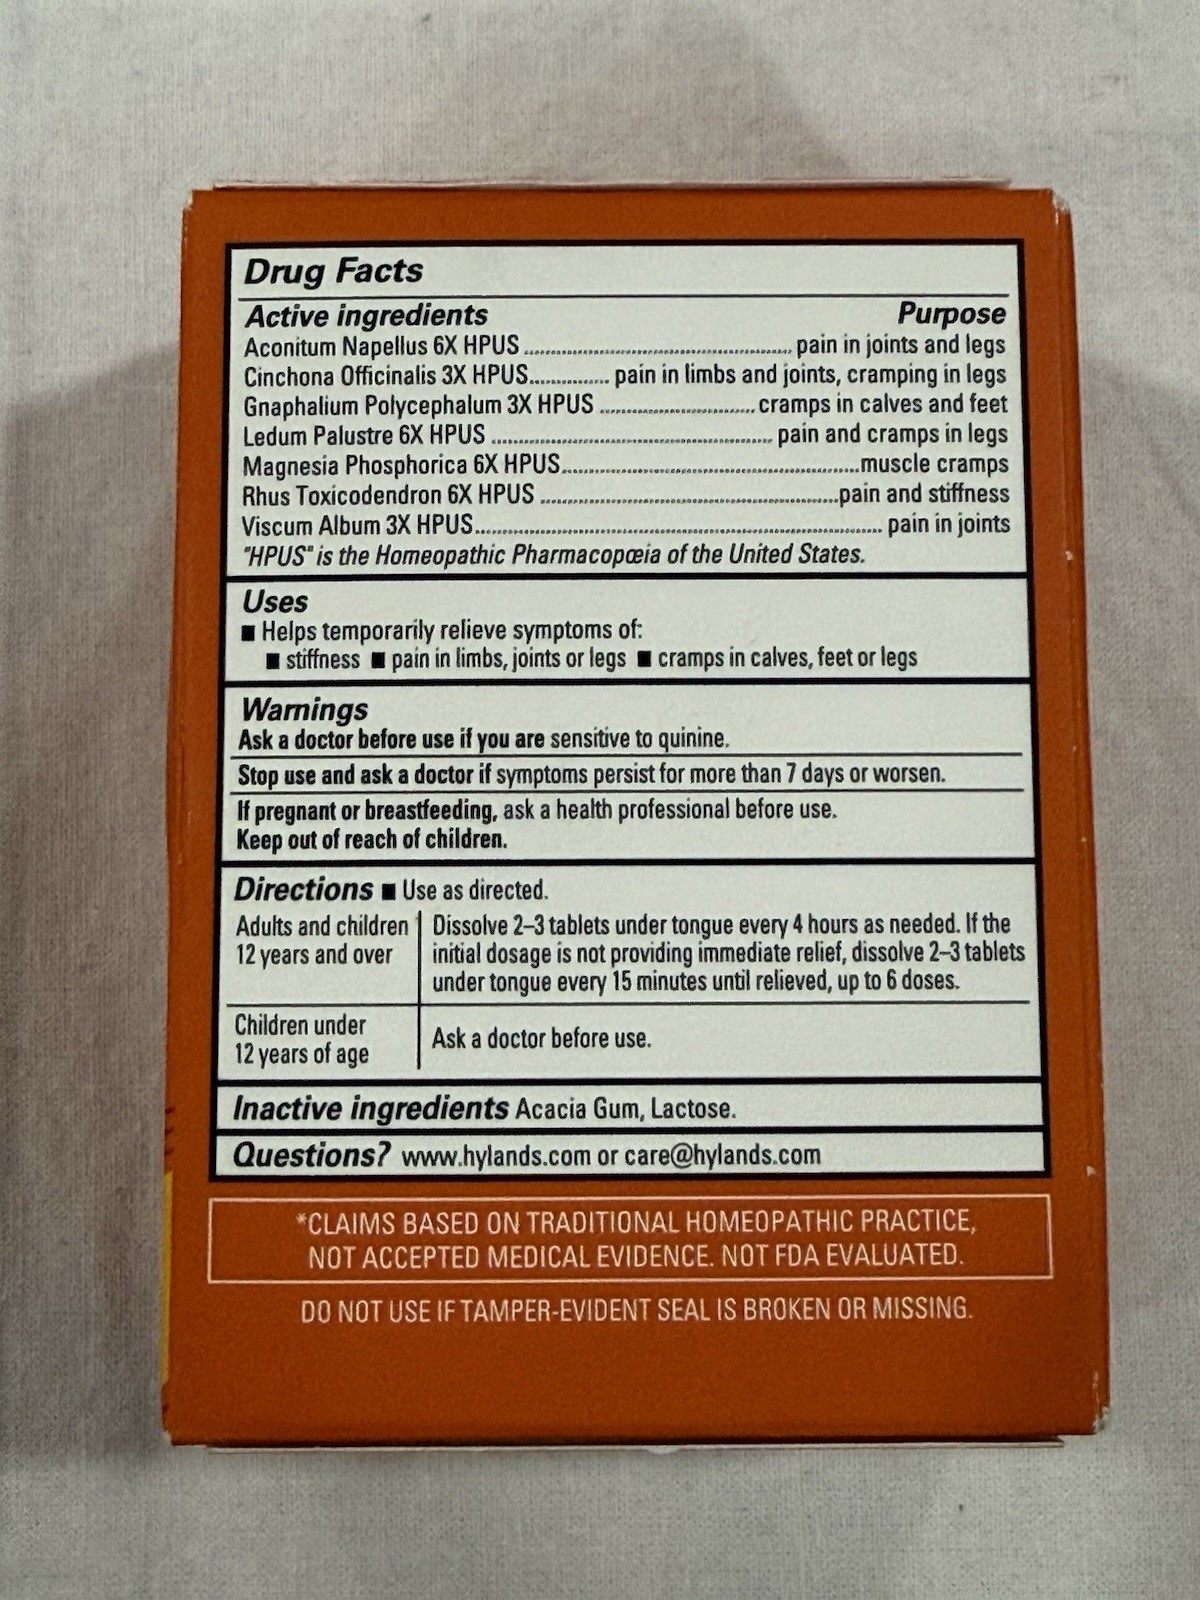 Drug Facts
Active ingredients Purpose
Aconitum Napellus 6X HPUS pain in joints and legs
Cinchona Officinalis 3X HPUS pain in limbs and joints, cramping in legs
Gnaphalium Polycephalum 3X HPUS cramps in calves and feet
Ledum Palustre 6X HPUS pain and cramps in legs
Magnesia Phosphorica 6X HPUS muscle cramps
Rhus Toxicodendron 6X HPUS pain and stiffness
Viscum Album 3X HPUS pain in joints
"HPUS" is the Homeopathic Pharmacopœia of the United States.
Uses
■ Helps temporarily relieve symptoms of:
■ stiffness ■ pain in limbs, joints or legs ■ cramps in calves, feet or legs
Warnings
Ask a doctor before use if you are sensitive to quinine.
Stop use and ask a doctor if symptoms persist for more than 7 days or worsen.
If pregnant or breastfeeding, ask a health professional before use.
Keep out of reach of children.
Directions ■ Use as directed.
Adults and children
12 years and over
Dissolve 2–3 tablets under tongue every 4 hours as needed. If the
initial dosage is not providing immediate relief, dissolve 2–3 tablets
under tongue every 15 minutes until relieved, up to 6 doses.
Children under
12 years of age
Ask a doctor before use.
Inactive ingredients Acacia Gum, Lactose.
Questions? www.hylands.com or care@hylands.com
*CLAIMS BASED ON TRADITIONAL HOMEOPATHIC PRACTICE,
NOT ACCEPTED MEDICAL EVIDENCE. NOT FDA EVALUATED.
DO NOT USE IF TAMPER-EVIDENT SEAL IS BROKEN OR MISSING.